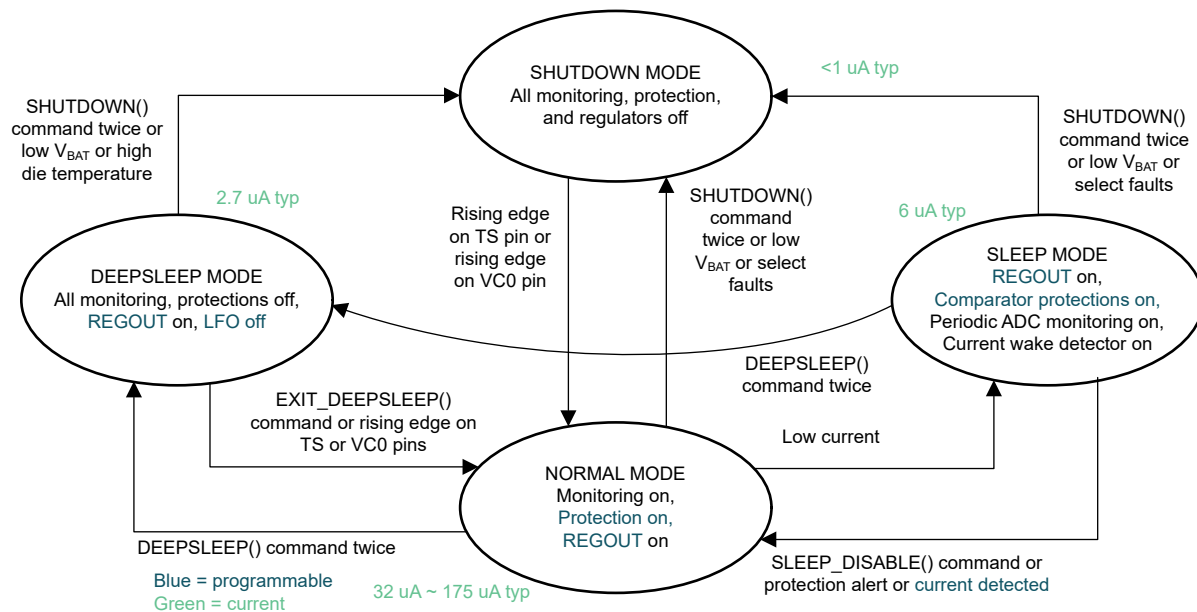 SHUTDOWN MODE
All monitoring, protection,
and regulators off
<1 uA typ
SHUTDOWN()
command twice or
low VBAT or high
die temperature
SHUTDOWN()
command twice
or low VBAT or
select faults
2.7 uA typ
Rising edge
on TS pin or
rising edge
on VC0 pin
SHUTDOWN()
command
twice or low
VBAT or select
faults
6 uA typ
DEEPSLEEP MODE
All monitoring, protections off,
REGOUT on, LFO off
SLEEP MODE
REGOUT on,
Comparator protections on,
Periodic ADC monitoring on,
Current wake detector on
DEEPSLEEP()
command twice
EXIT_DEEPSLEEP()
command or rising edge on
TS or VC0 pins
Low current
NORMAL MODE
Monitoring on,
Protection on,
REGOUT on
DEEPSLEEP() command twice
SLEEP_DISABLE() command or
protection alert or current detected
Blue = programmable
Green = current
32 uA ~ 175 uA typ